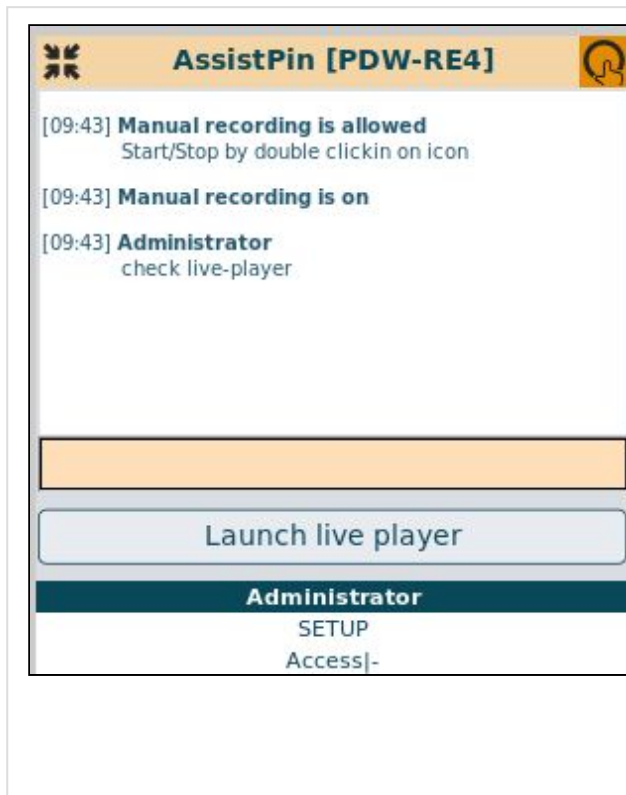 AssistPin [PDW-RE4]
[09:43] Manual recording is allowed
Start/Stop by double clickin on icon
[09:43] Manual recording is on
[09:43] Administrator
check live-player
Launch live player
Administrator
SETUP
Access|-